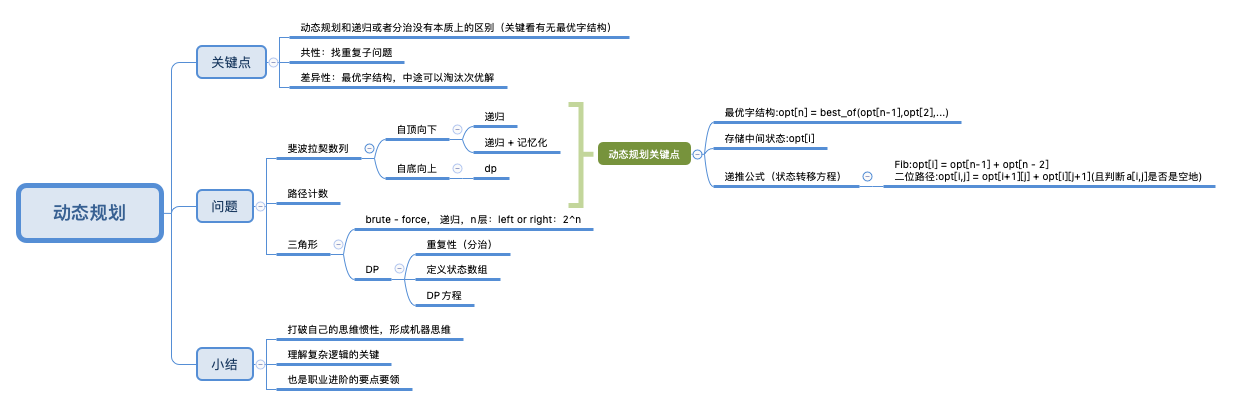 动态规划
关键点
动态规划和递归或者分治没有本质上的区别（关键看有无最优字结构）
共性：找重复子问题
差异性：最优字结构，中途可以淘汰次优解
问题
斐波拉契数列
自顶向下
递归
递归 + 记忆化
自底向上
dp
动态规划关键点
最优字结构:opt[n] = best_of(opt[n-1],opt[2],...)
存储中间状态:opt[i]
递推公式（状态转移方程）
Fib:opt[i] = opt[n-1] + opt[n - 2]
二位路径:opt[i,j] = opt[i+1][j] + opt[i][j+1](且判断a[i,j]是否是空地)
路径计数
三角形
brute - force， 递归，n层：left or right：2^n
DP
重复性（分治）
定义状态数组
DP方程
小结
打破自己的思维惯性，形成机器思维
理解复杂逻辑的关键
也是职业进阶的要点要领